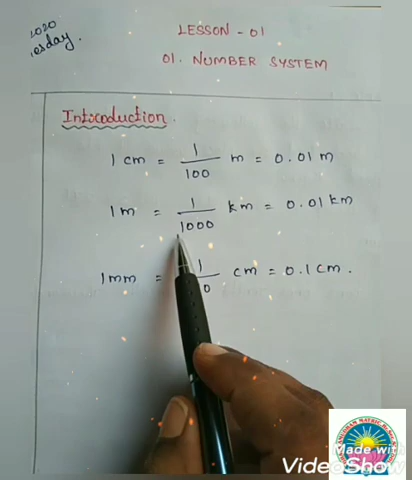 2020
LESSON - 01
esday.
01. NUMBER SYSTEM
Introduction.
1 cm = 1/100 m = 0.01 m
1 m = 1/1000 km = 0.01 km
1 mm = 1/ 0 cm = 0.1 cm.
Made with
VideoShow